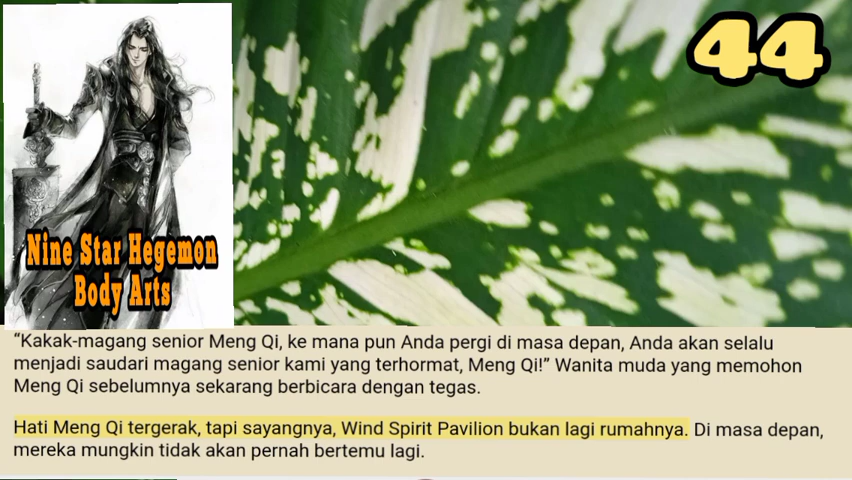 44
Nine Star Hegemon
Body Arts
“Kakak-magang senior Meng Qi, ke mana pun Anda pergi di masa depan, Anda akan selalu
menjadi saudari magang senior kami yang terhormat, Meng Qi!” Wanita muda yang memohon
Meng Qi sebelumnya sekarang berbicara dengan tegas.
Hati Meng Qi tergerak, tapi sayangnya, Wind Spirit Pavilion bukan lagi rumahnya. Di masa depan,
mereka mungkin tidak akan pernah bertemu lagi.